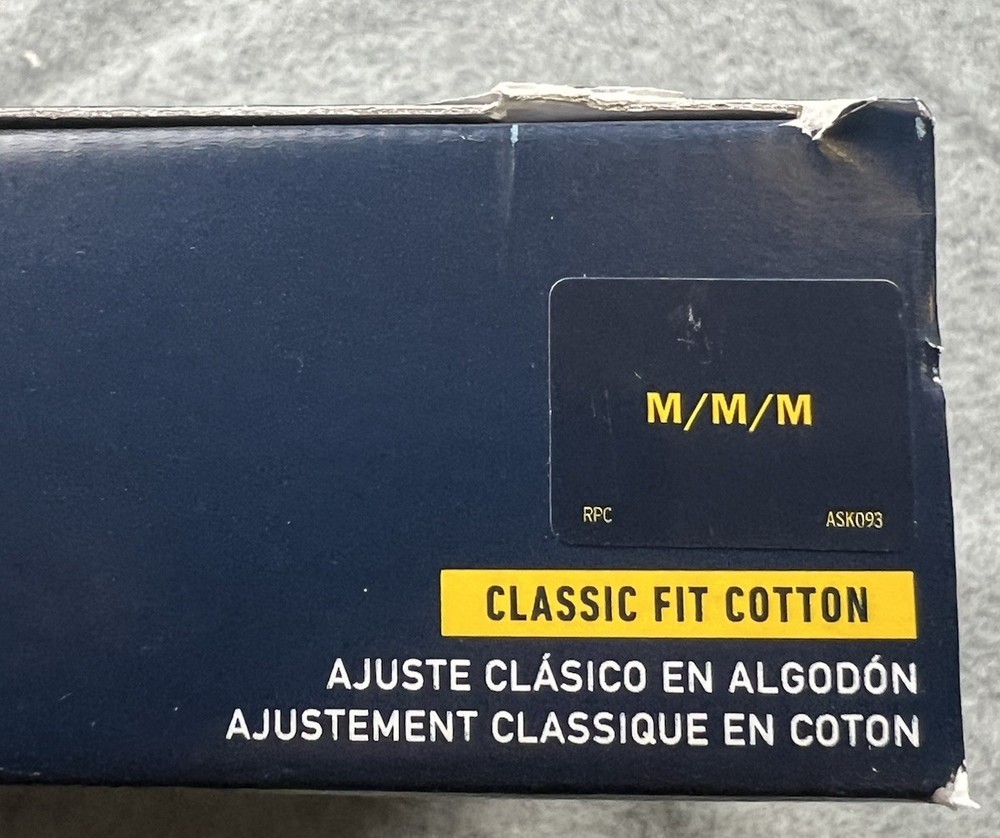 M/M/M
RPC ASK093
CLASSIC FIT COTTON
AJUSTE CLÁSICO EN ALGODÓN
AJUSTEMENT CLASSIQUE EN COTON